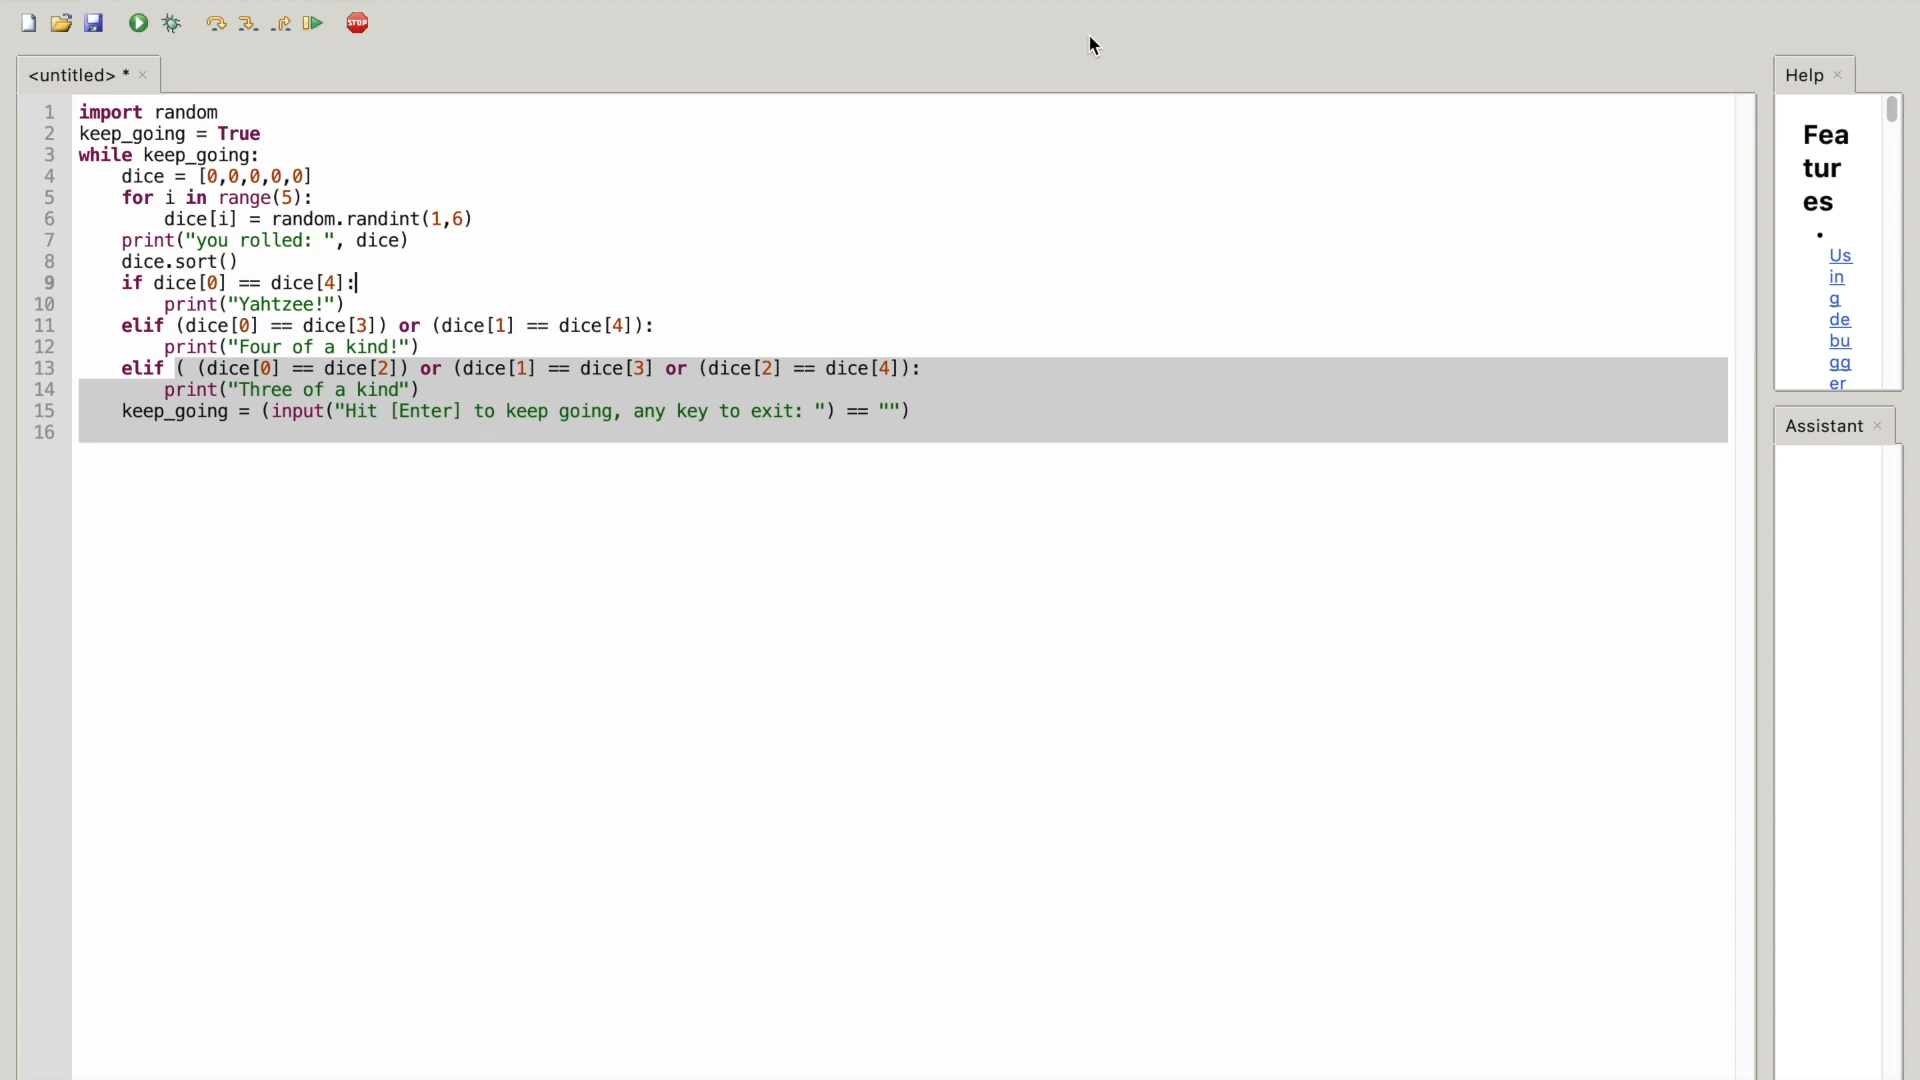 STOP
<untitled> *
Help
1 import random
2 keep_going = True
3 while keep_going:
4     dice = [0,0,0,0,0]
5     for i in range(5):
6         dice[i] = random.randint(1,6)
7     print("you rolled: ", dice)
8     dice.sort()
9     if dice[0] == dice[4]:
10         print("Yahtzee!")
11     elif (dice[0] == dice[3]) or (dice[1] == dice[4]):
12         print("Four of a kind!")
13     elif ( (dice[0] == dice[2]) or (dice[1] == dice[3] or (dice[2] == dice[4]):
14         print("Three of a kind")
15     keep_going = (input("Hit [Enter] to keep going, any key to exit: ") == "")
16
Fea
tur
es
Us
in
g
de
bu
gg
er
Assistant